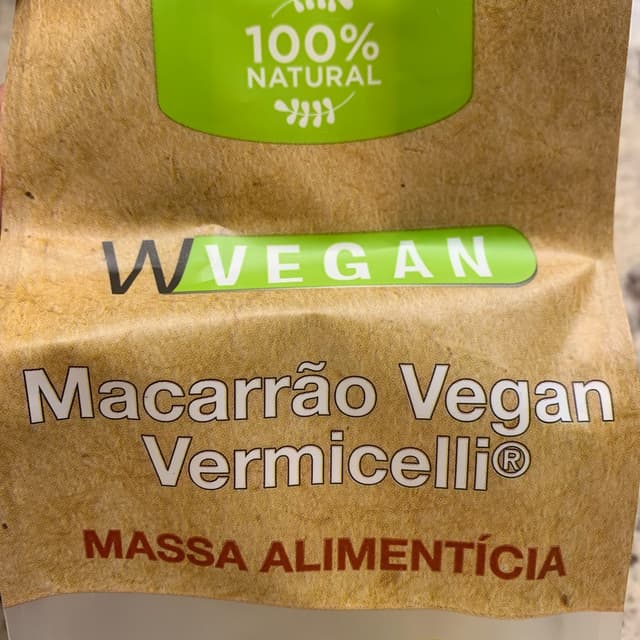 100%
NATURAL
WVEGAN
Macarrão Vegan
Vermicelli®
MASSA ALIMENTÍCIA